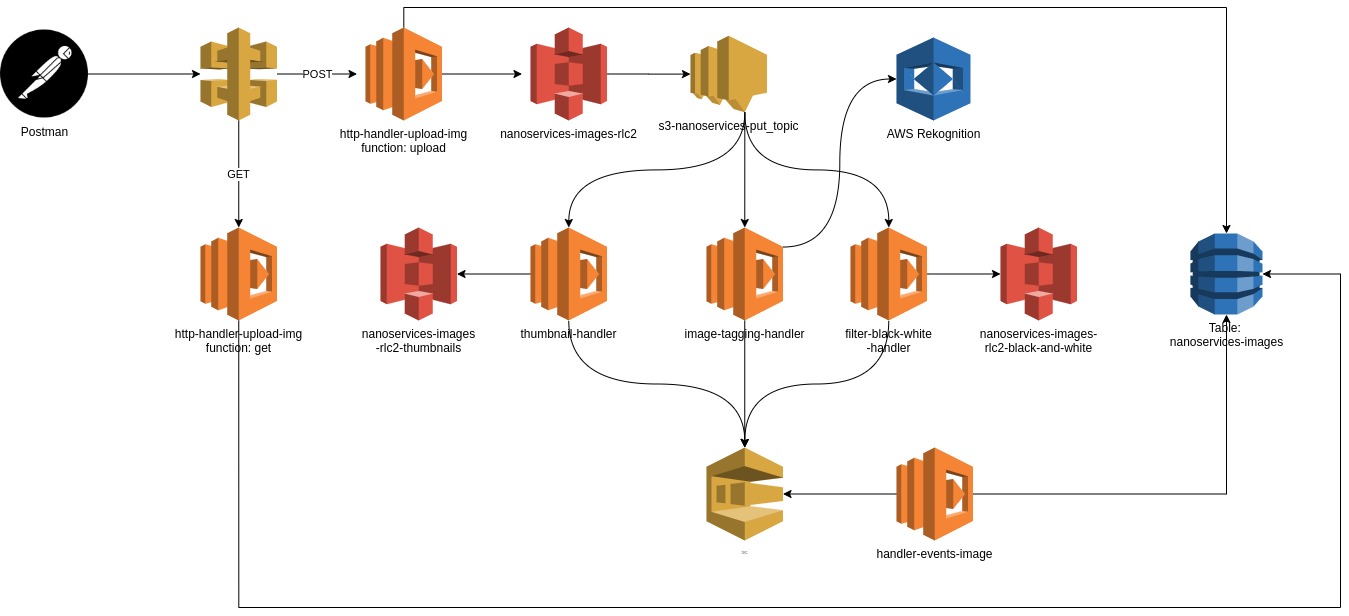 POST
Postman
http-handler-upload-img
function: upload
nanoservices-images-rlc2
s3-nanoservices-put_topic
AWS Rekognition
GET
http-handler-upload-img
function: get
nanoservices-images
-rlc2-thumbnails
thumbnail-handler
image-tagging-handler
filter-black-white
-handler
nanoservices-images-
rlc2-black-and-white
Table:
nanoservices-images
handler-events-image